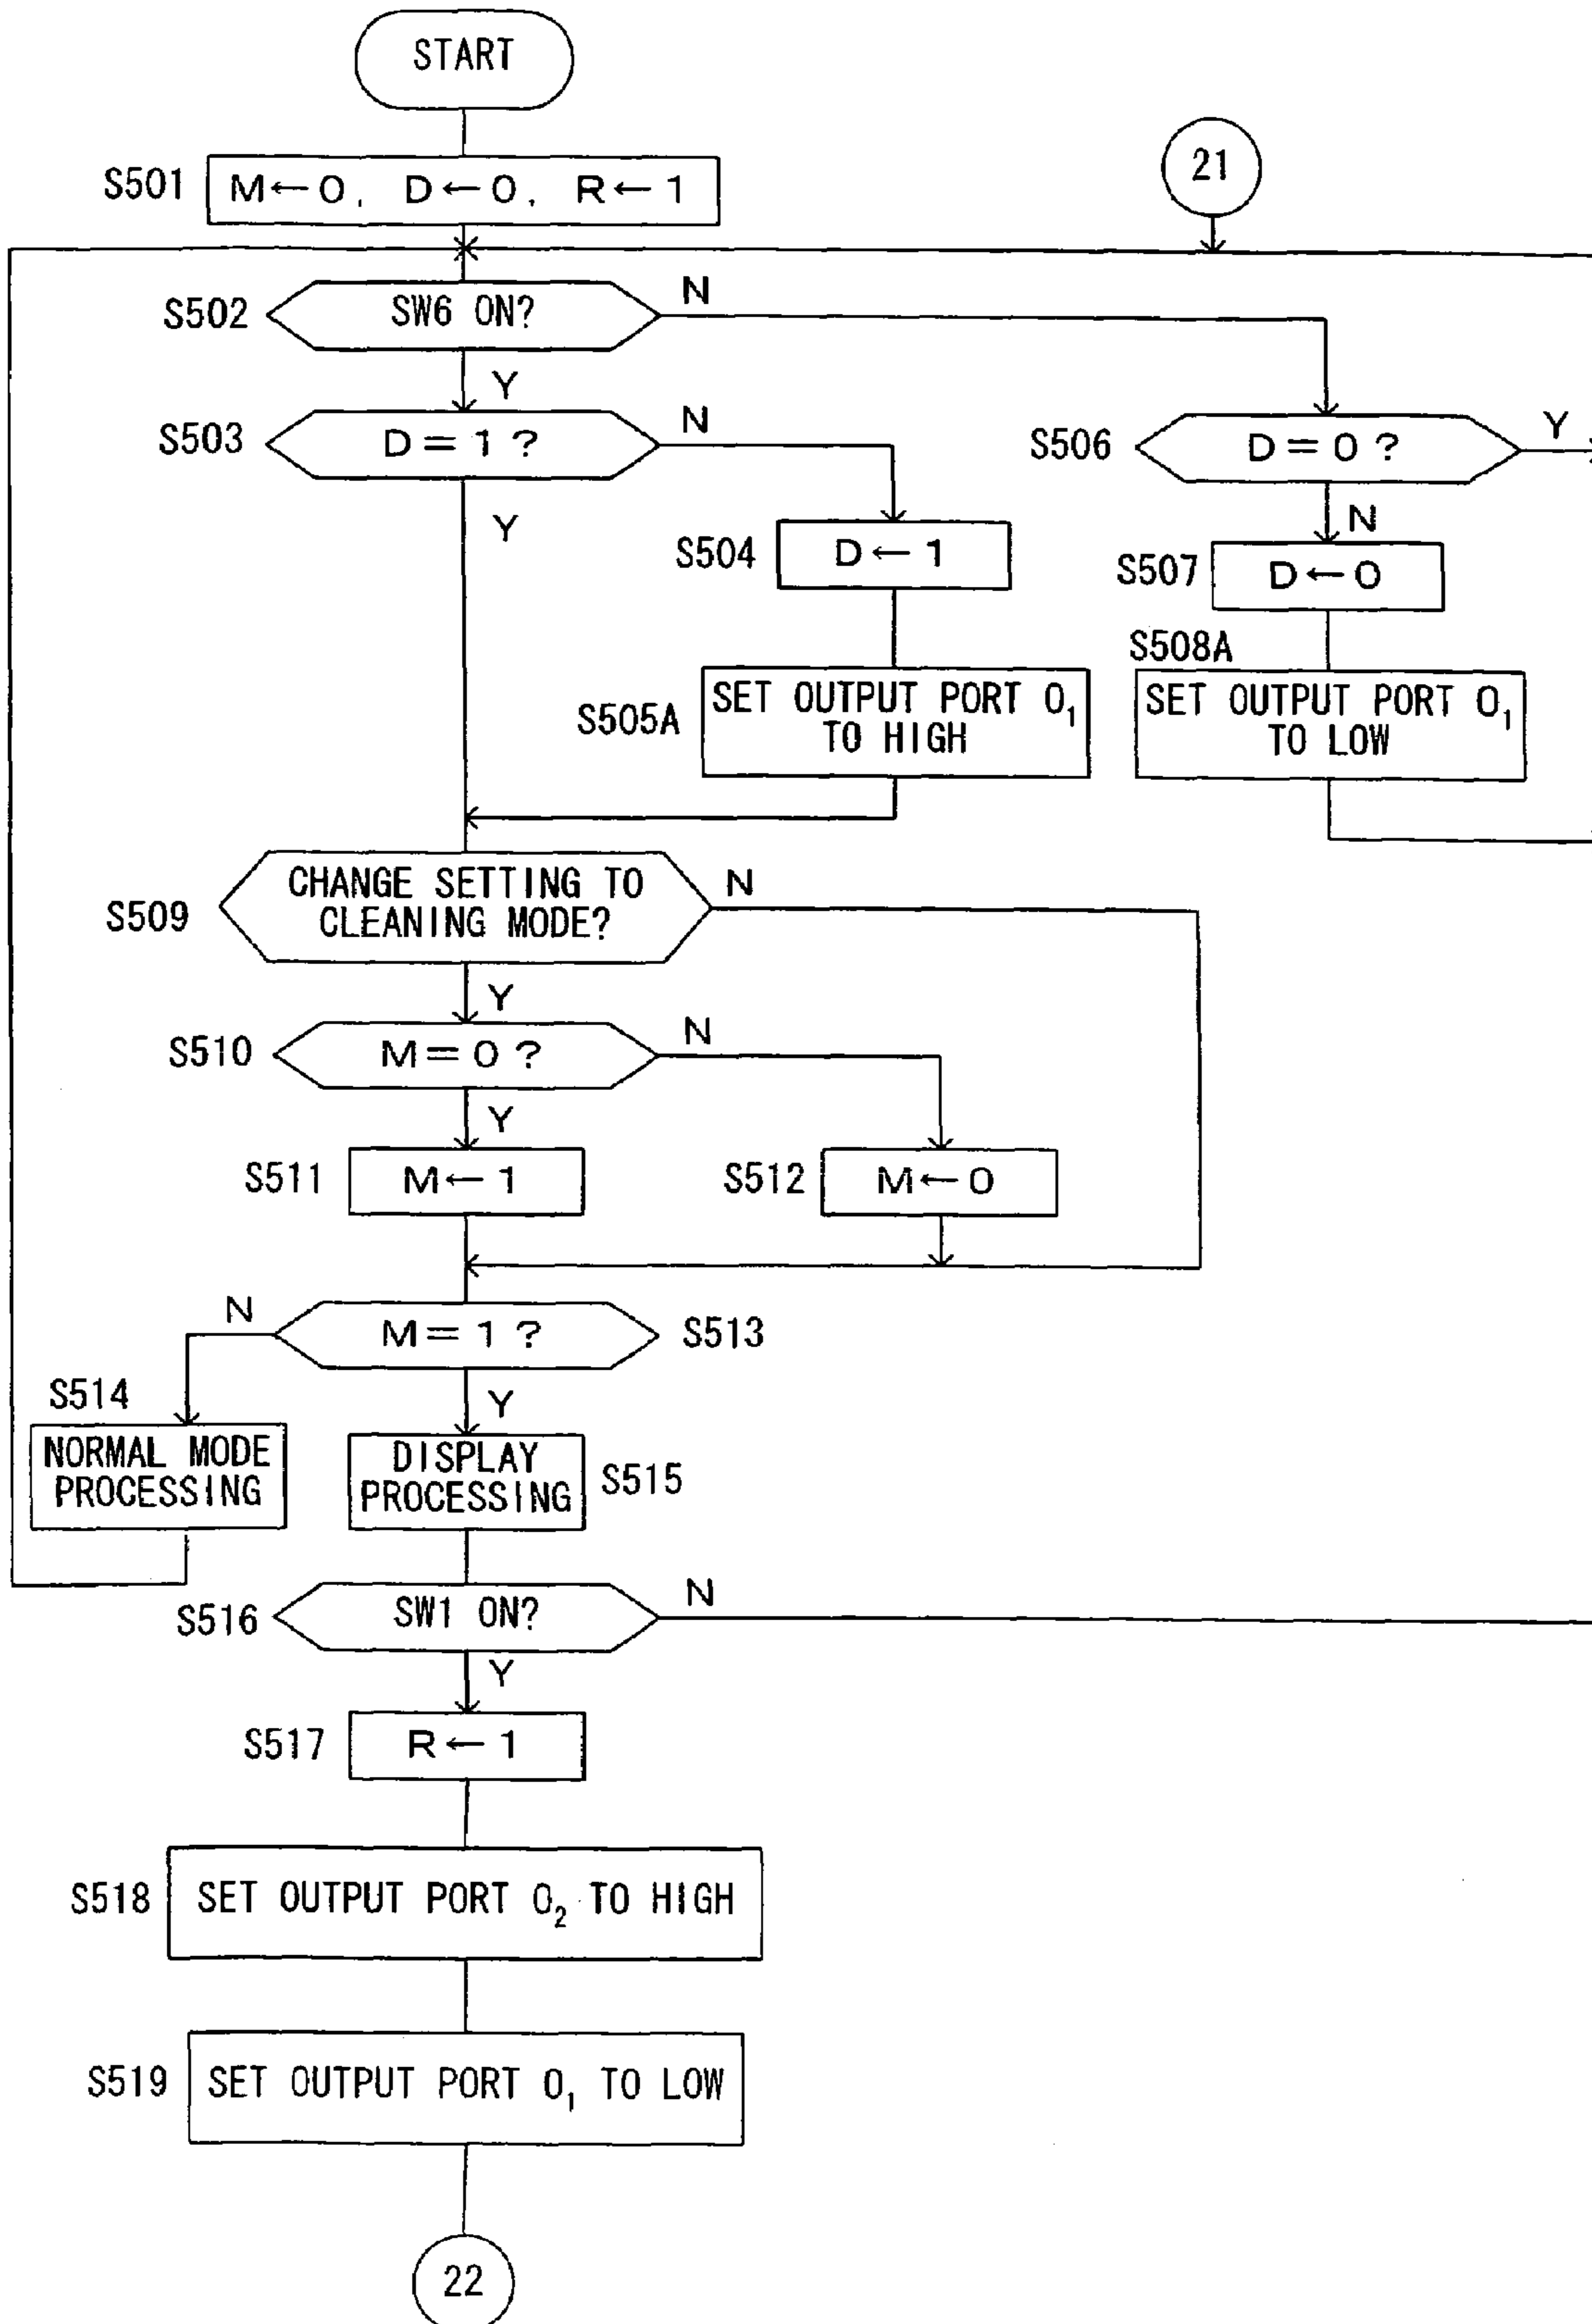 START
S501
M←0, D←0, R←1
21
S502
SW6 ON?
N
Y
S503
D=1?
N
Y
S504
D←1
S505A
SET OUTPUT PORT O₁
TO HIGH
S506
D=0?
Y
N
S507
D←0
S508A
SET OUTPUT PORT O₁
TO LOW
S509
CHANGE SETTING TO
CLEANING MODE?
N
Y
S510
M=0?
N
Y
S511
M←1
S512
M←0
N
M=1?
S513
Y
S514
NORMAL MODE
PROCESSING
DISPLAY
PROCESSING
S515
S516
SW1 ON?
N
Y
S517
R←1
S518
SET OUTPUT PORT O₂ TO HIGH
S519
SET OUTPUT PORT O₁ TO LOW
22